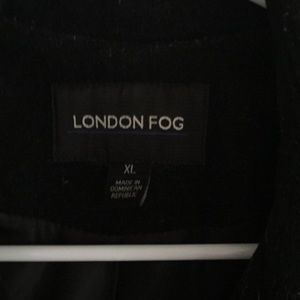 LONDON FOG
XL
MADE IN
DOMINICAN
REPUBLIC